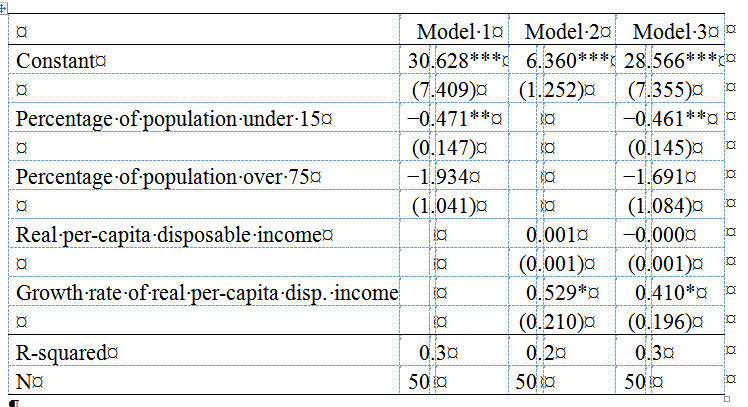 Model 1 Model 2 Model 3
Constant 30.628*** 6.360*** 28.566***
(7.409) (1.252) (7.355)
Percentage of population under 15 −0.471** −0.461**
(0.147) (0.145)
Percentage of population over 75 −1.934 −1.691
(1.041) (1.084)
Real per-capita disposable income 0.001 −0.000
(0.001) (0.001)
Growth rate of real per-capita disp. income 0.529* 0.410*
(0.210) (0.196)
R-squared 0.3 0.2 0.3
N 50 50 50